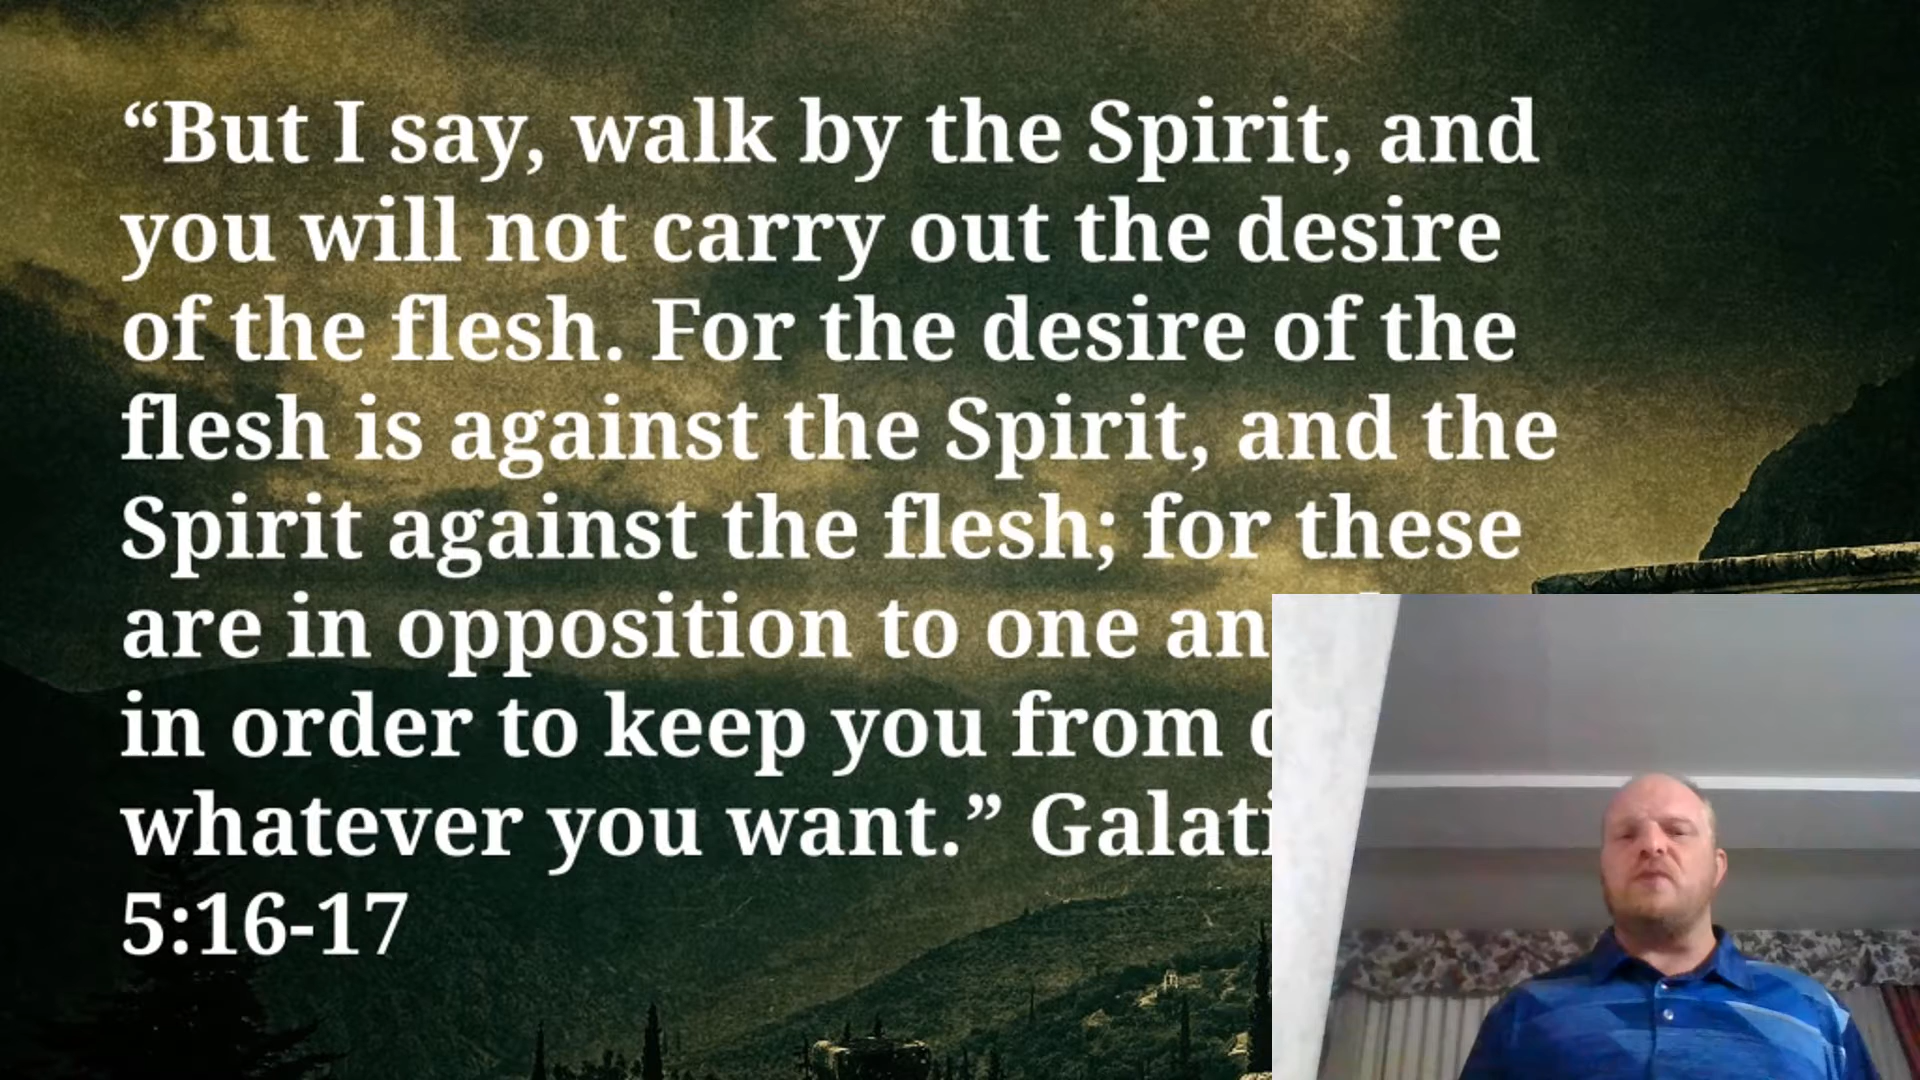 “But I say, walk by the Spirit, and
you will not carry out the desire
of the flesh. For the desire of the
flesh is against the Spirit, and the
Spirit against the flesh; for these
are in opposition to one
in order to keep you from
whatever you want.”
5:16-17